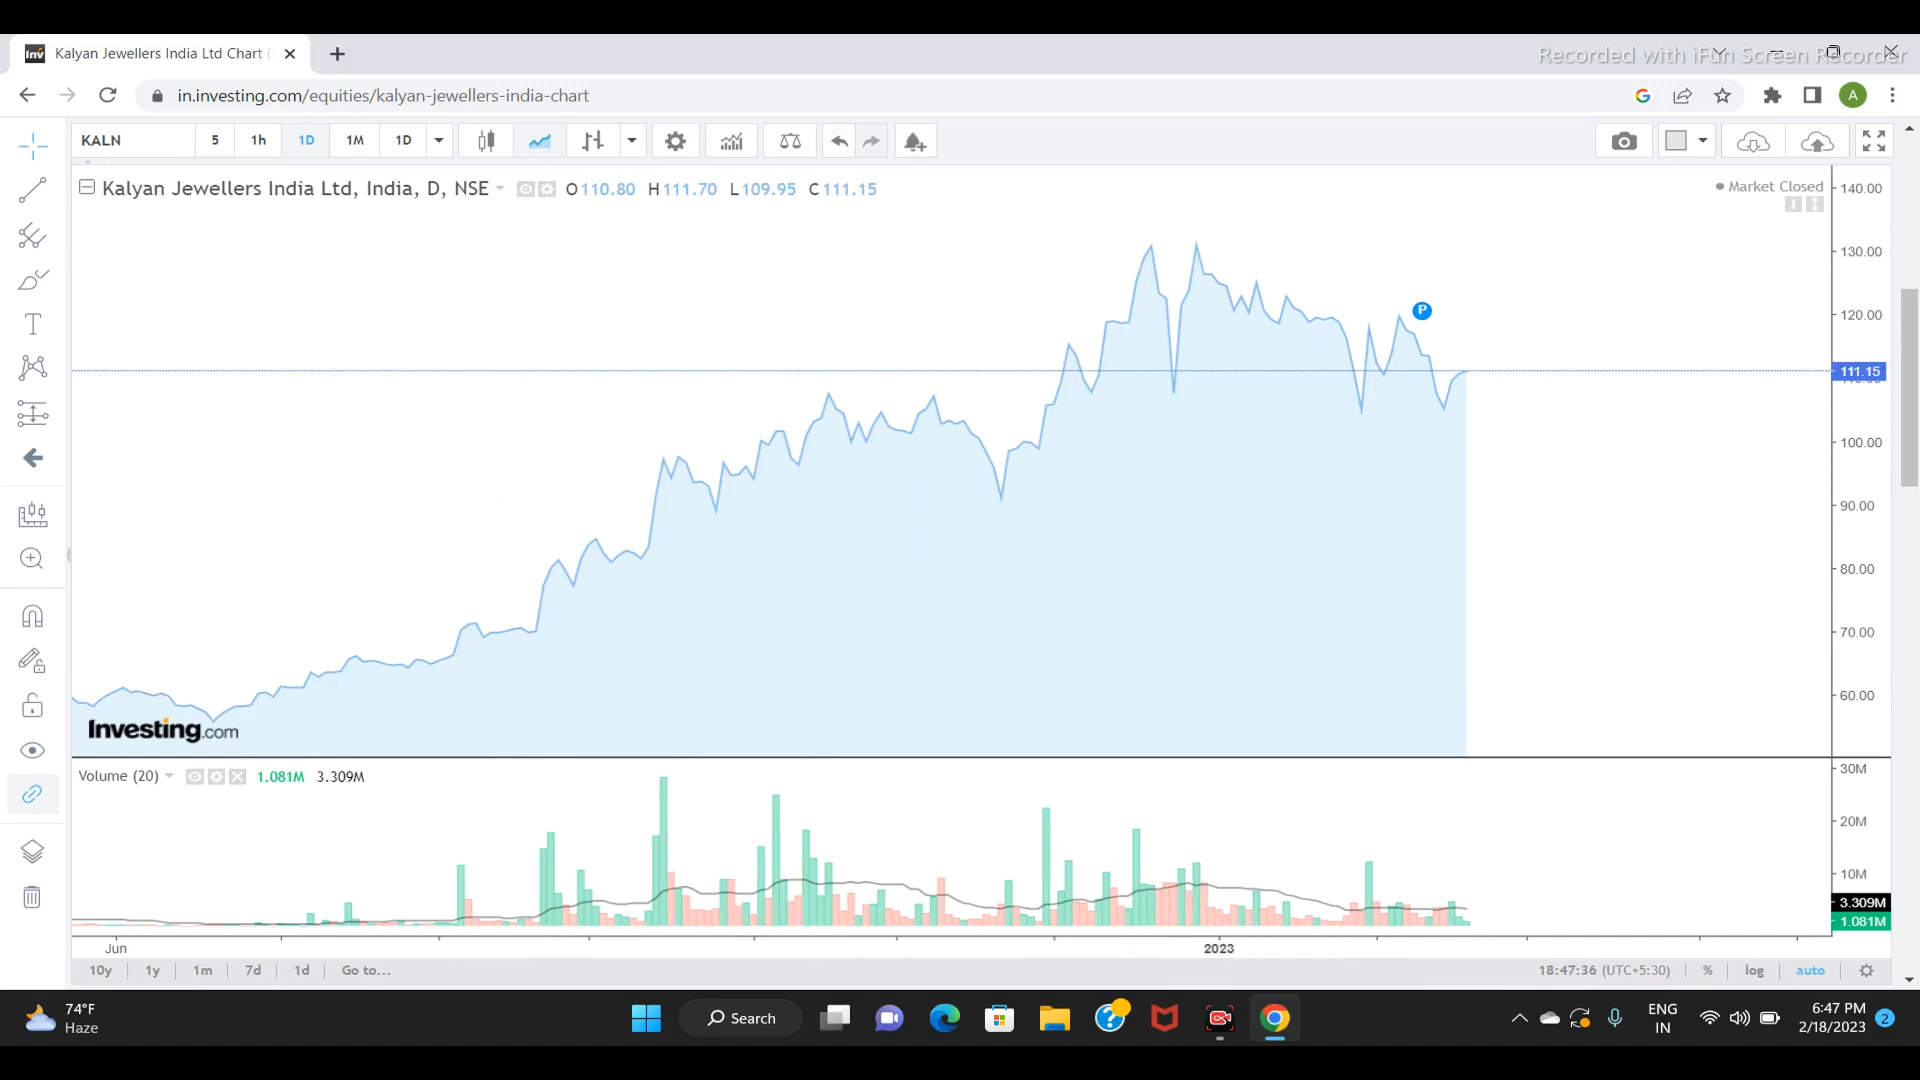 Kalyan Jewellers India Ltd Chart (
Recorded with iFun Screen Recorder
in.investing.com/equities/kalyan-jewellers-india-chart
A
KALN 5 1h 1D 1M 1D
Kalyan Jewellers India Ltd, India, D, NSE O110.80 H111.70 L109.95 C111.15
Market Closed
140.00
130.00
P
120.00
111.15
100.00
90.00
80.00
70.00
60.00
Investing.com
Volume (20) 1.081M 3.309M
30M
20M
10M
3.309M
1.081M
Jun 2023
10y 1y 1m 7d 1d Go to... 18:47:36 (UTC+5:30) % log auto
74°F
Haze
Search
ENG
IN
6:47 PM
2/18/2023
2